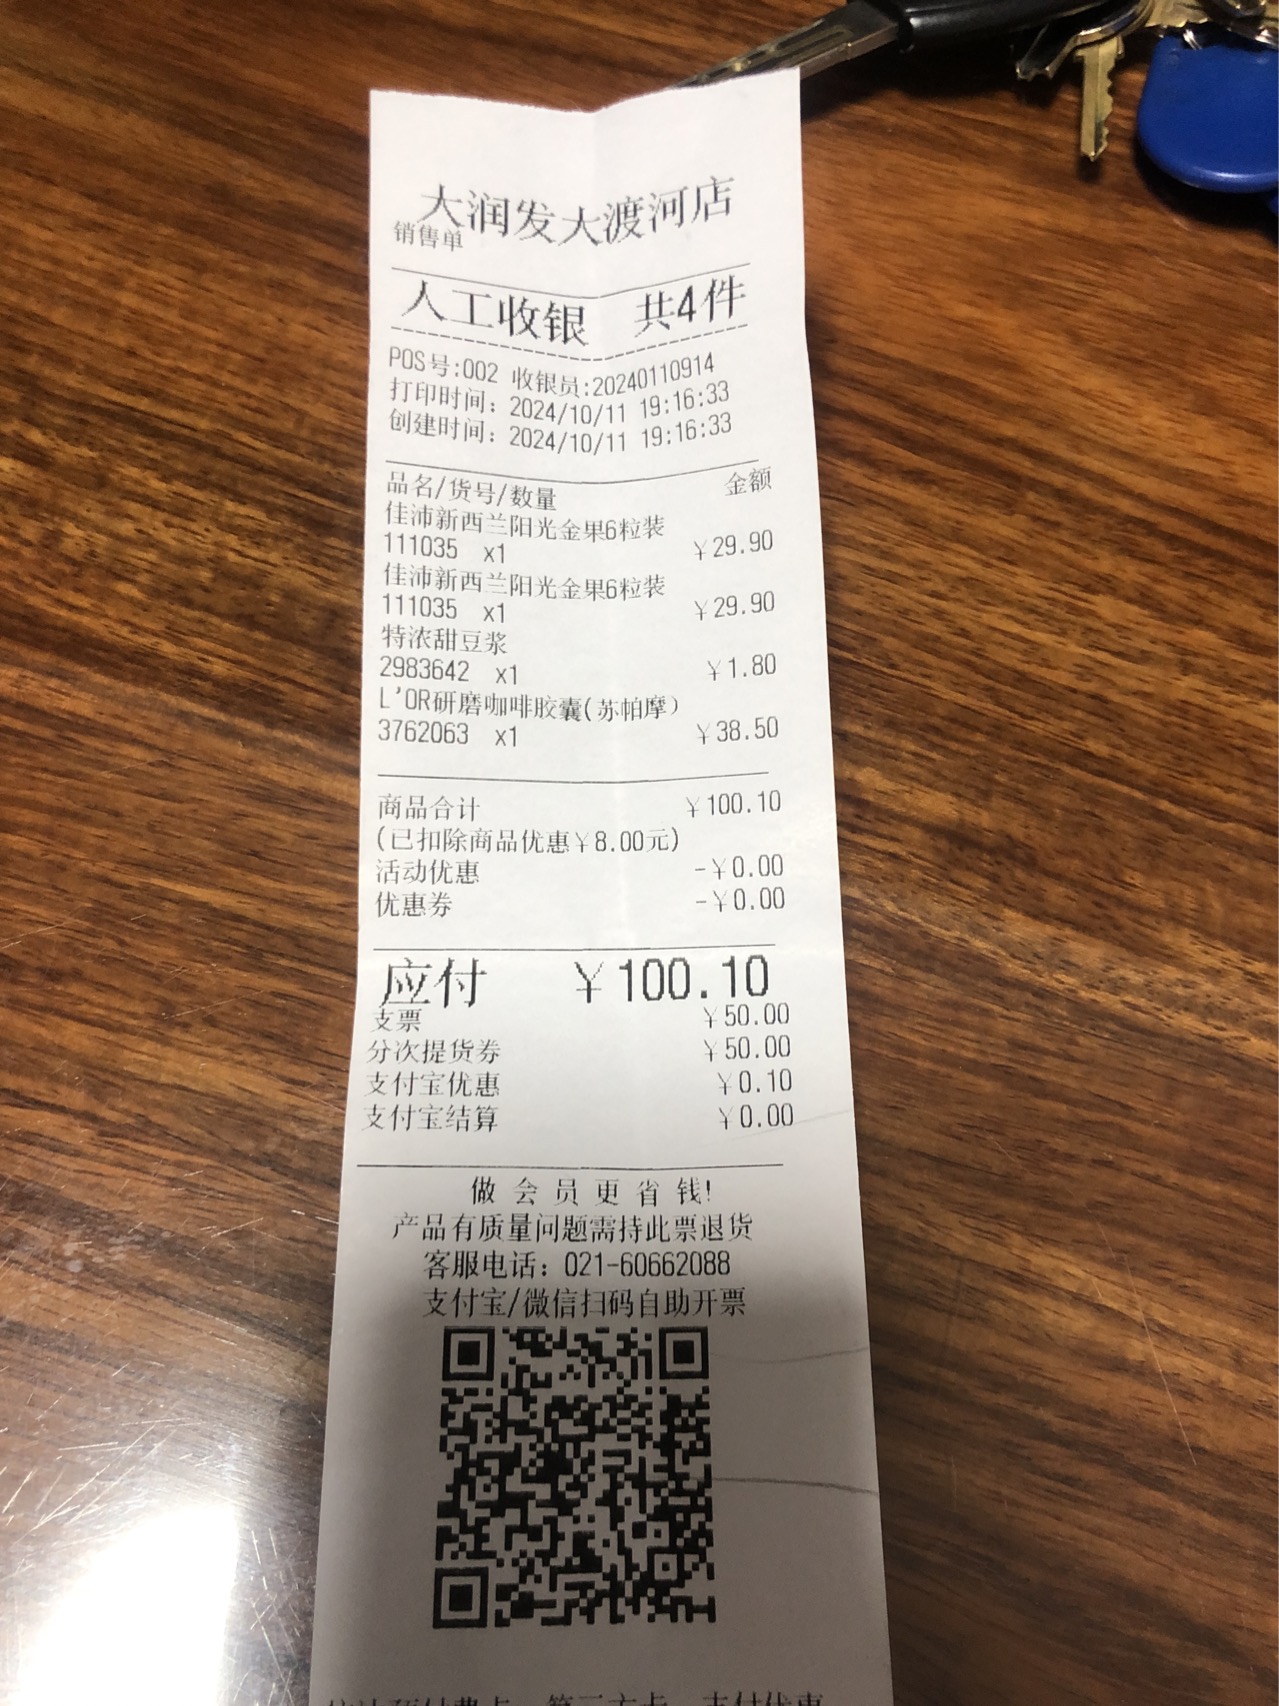 大润发大渡河店
销售单
人工收银 共4件
POS号:002 收银员:20240110914
打印时间: 2024/10/11 19:16:33
创建时间: 2024/10/11 19:16:33
品名/货号/数量 金额
佳沛新西兰阳光金果6粒装
111035 x1 ￥29.90
佳沛新西兰阳光金果6粒装
111035 x1 ￥29.90
特浓甜豆浆
2983642 x1 ￥1.80
L'OR研磨咖啡胶囊(苏帕摩)
3762063 x1 ￥38.50
商品合计 ￥100.10
(已扣除商品优惠￥8.00元)
活动优惠 -￥0.00
优惠券 -￥0.00
应付 ￥100.10
支票 ￥50.00
分次提货券 ￥50.00
支付宝优惠 ￥0.10
支付宝结算 ￥0.00
做会员更省钱!
产品有质量问题需持此票退货
客服电话: 021-60662088
支付宝/微信扫码自助开票